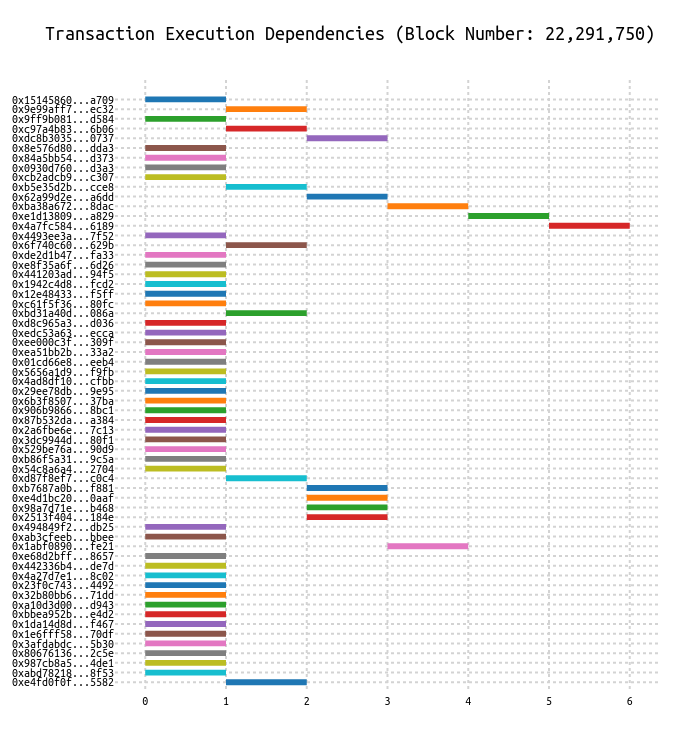 Transaction Execution Dependencies (Block Number: 22,291,750)
0x15145860...a709
0x9e99aff7...ec32
0x9ff9b081...d584
0xc97a4b83...6b06
0xdc8b3035...0737
0x8e576d80...dda3
0x84a5bb54...d373
0x0930d760...d3a3
0xcb2adcb9...c307
0xb5e35d2b...cce8
0x62a99d2e...a6dd
0xba38a672...8dac
0xe1d13809...a829
0x4a7fc584...6189
0x4493ee3a...7f52
0x6f740c60...629b
0xde2d1b47...fa33
0xe8f35a6f...6d26
0x441203ad...94f5
0x1942c4d8...fcd2
0x12e48433...f5ff
0xc61f5f36...80fc
0xbd31a40d...086a
0xd8c965a3...d036
0xedc53a63...ecca
0xee000c3f...309f
0xea51bb2b...33a2
0x01cd66e8...eeb4
0x5656a1d9...f9fb
0x4ad8df10...cfbb
0x29ee78db...9e95
0x6b3f8507...37ba
0x906b9866...8bc1
0x87b532da...a384
0x2a6fbe6e...7c13
0x3dc9944d...80f1
0x529be76a...90d9
0xb86f5a31...9c5a
0x54c8a6a4...2704
0xd87f8ef7...c0c4
0xb7687a0b...f881
0xe4d1bc20...0aaf
0x98a7d71e...b468
0x2513f404...184e
0x494849f2...db25
0xab3cfeeb...bbee
0x1abf0890...fe21
0xe68d2bff...8657
0x442336b4...de7d
0x4a27d7e1...8c02
0x23f0c743...4492
0x32b80bb6...71dd
0xa10d3d00...d943
0xbbea952b...e4d2
0x1da14d8d...f467
0x1e6fff58...70df
0x3afdabdc...5b30
0x80676136...2c5e
0x987cb8a5...4de1
0xabd78218...8f53
0xe4fd0f0f...5582
0 1 2 3 4 5 6